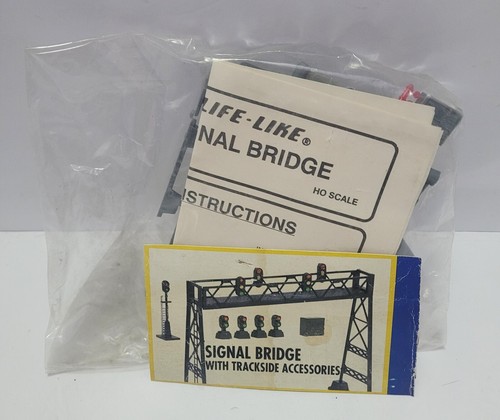 LIFE-LIKE®
NAL BRIDGE
HO SCALE
STRUCTIONS
SIGNAL BRIDGE
WITH TRACKSIDE ACCESSORIES